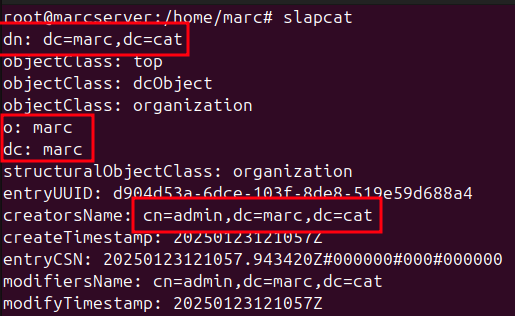 root@marcserver:/home/marc# slapcat
dn: dc=marc,dc=cat
objectClass: top
objectClass: dcObject
objectClass: organization
o: marc
dc: marc
structuralObjectClass: organization
entryUUID: d904d53a-6dce-103f-8de8-519e59d688a4
creatorsName: cn=admin,dc=marc,dc=cat
createTimestamp: 20250123121057Z
entryCSN: 20250123121057.943420Z#000000#000#000000
modifiersName: cn=admin,dc=marc,dc=cat
modifyTimestamp: 20250123121057Z